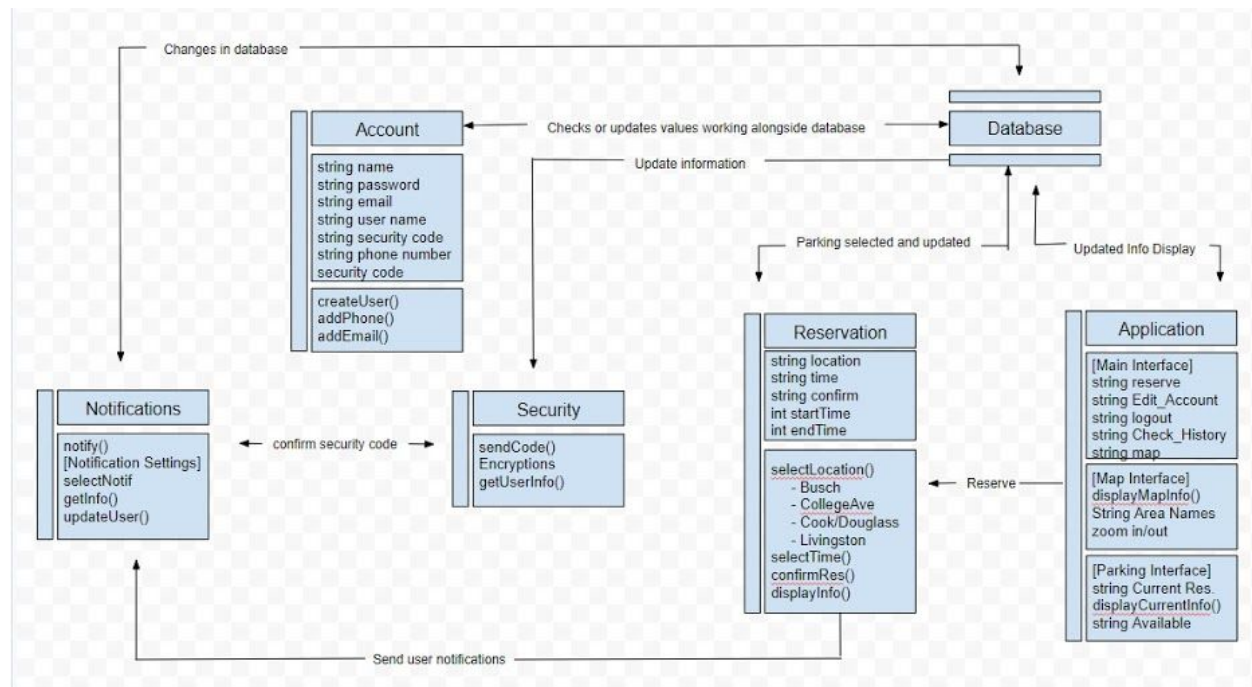 Changes in database
Account
Checks or updates values working alongside database
Database
Update information
string name
string password
string email
string user name
string security code
string phone number
security code
createUser()
addPhone()
addEmail()
Parking selected and updated
Updated Info Display
Reservation
string location
string time
string confirm
int startTime
int endTime
selectLocation()
- Busch
- CollegeAve
- Cook/Douglass
- Livingston
selectTime()
confirmRes()
displayInfo()
Application
[Main Interface]
string reserve
string Edit_Account
string logout
string Check_History
string map
[Map Interface]
displayMapInfo()
String Area Names
zoom in/out
[Parking Interface]
string Current Res.
displayCurrentInfo()
string Available
Reserve
Notifications
notify()
[Notification Settings]
selectNotif
getInfo()
updateUser()
confirm security code
Security
sendCode()
Encryptions
getUserInfo()
Send user notifications